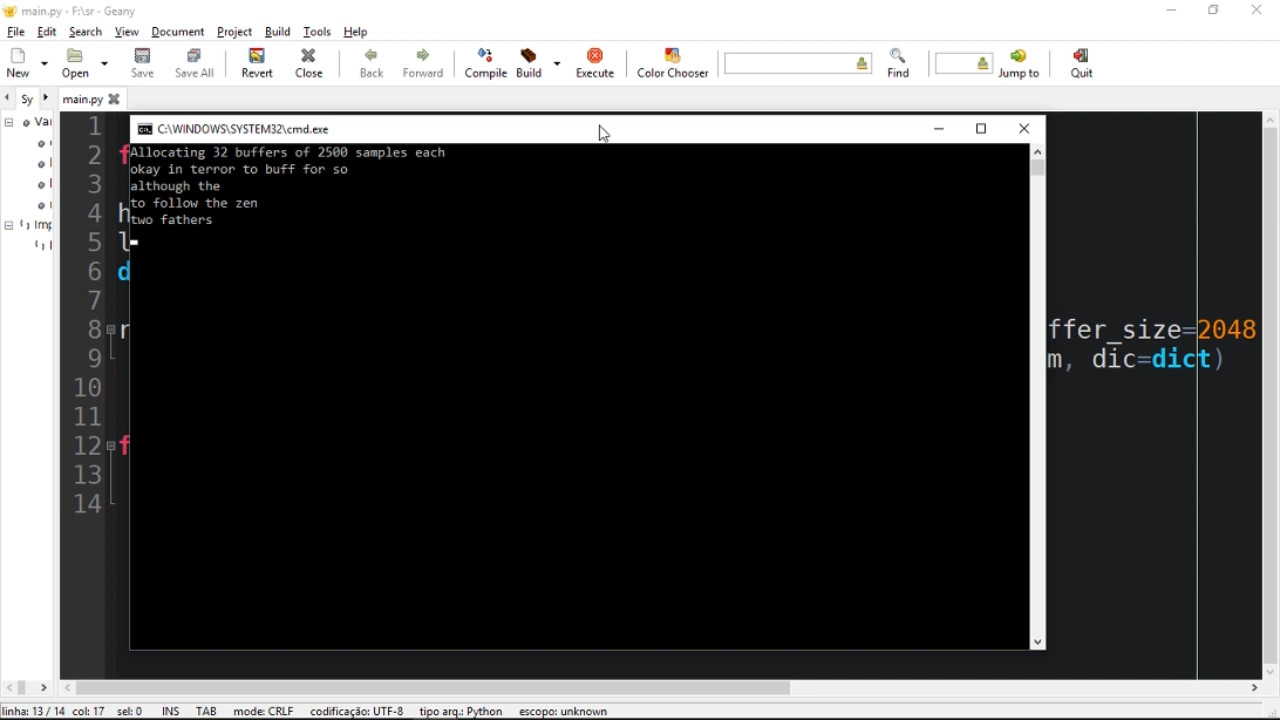 main.py - F:\sr - Geany
File Edit Search View Document Project Build Tools Help
New Open Save Save All Revert Close Back Forward Compile Build Execute Color Chooser Find Jump to Quit
Sy main.py
Va
Imp
C:\WINDOWS\SYSTEM32\cmd.exe
Allocating 32 buffers of 2500 samples each
okay in terror to buff for so
although the
to follow the zen
two fathers
1
2 f
3
4 h
5 l
6 d
7
8 r ffer_size=2048
9 m, dic=dict)
10
11
12 f
13
14
linha: 13 / 14 col: 17 sel: 0 INS TAB mode: CRLF codificação: UTF-8 tipo arq.: Python escopo: unknown